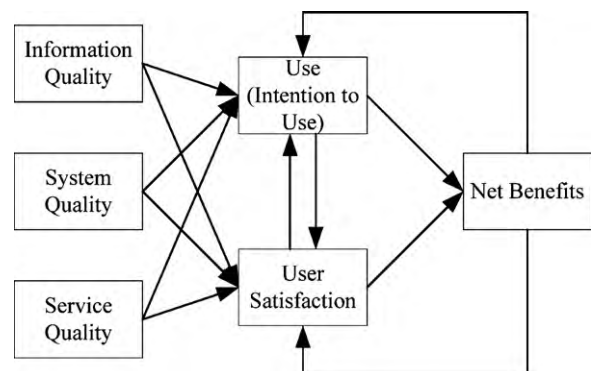 Information
Quality
Use
(Intention to
Use)
System
Quality
Net Benefits
Service
Quality
User
Satisfaction